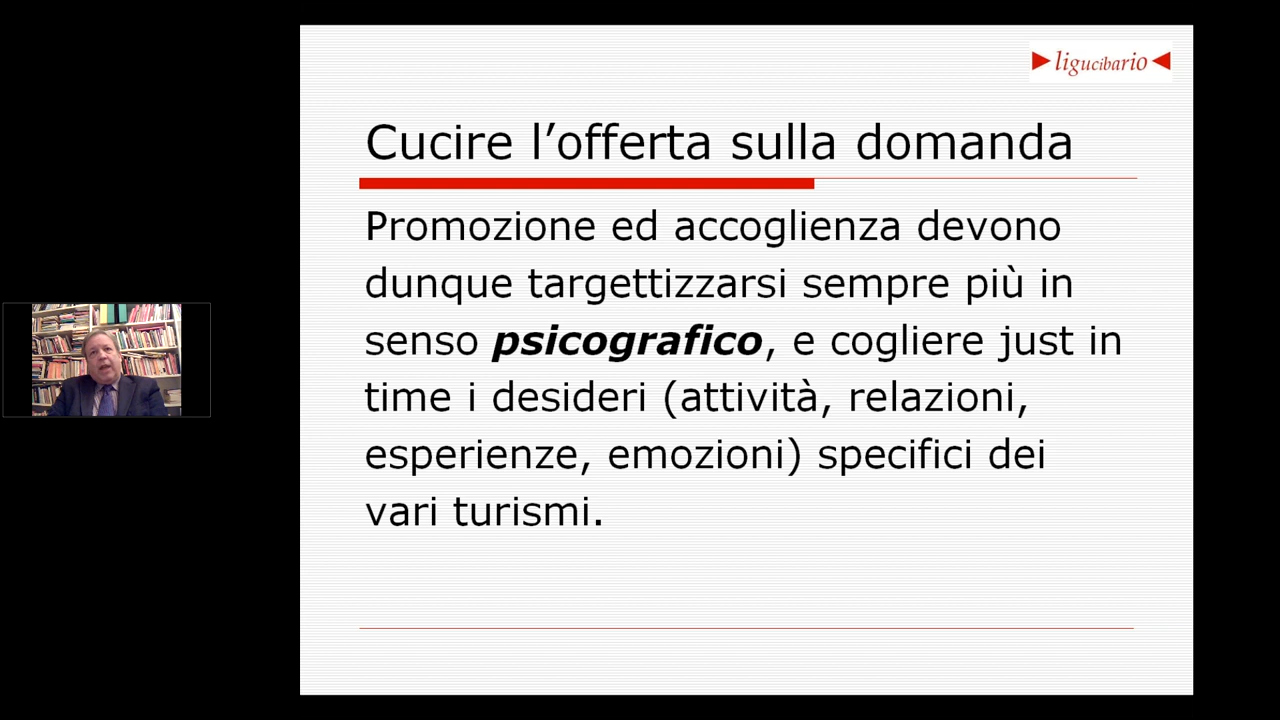 ligucibario
Cucire l’offerta sulla domanda
Promozione ed accoglienza devono
dunque targettizzarsi sempre più in
senso psicografico, e cogliere just in
time i desideri (attività, relazioni,
esperienze, emozioni) specifici dei
vari turismi.